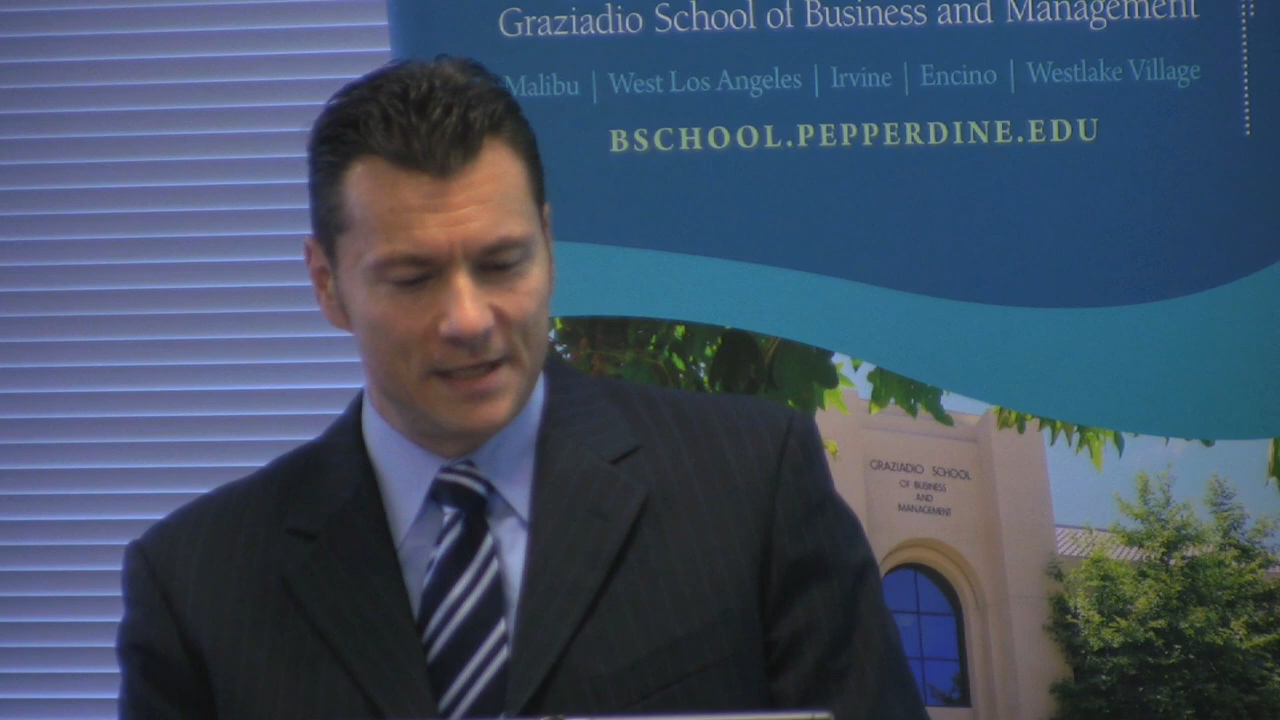 Graziadio School of Business and Management
Malibu | West Los Angeles | Irvine | Encino | Westlake Village
BSCHOOL.PEPPERDINE.EDU
GRAZIADIO SCHOOL
OF BUSINESS
AND
MANAGEMENT